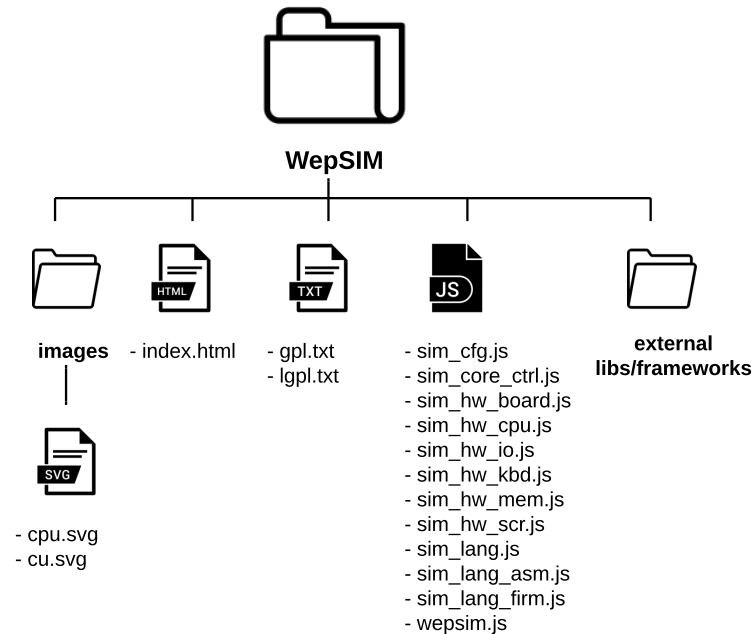 WepSIM
HTML
TXT
JS
images
- index.html
- gpl.txt
- lgpl.txt
- sim_cfg.js
- sim_core_ctrl.js
- sim_hw_board.js
- sim_hw_cpu.js
- sim_hw_io.js
- sim_hw_kbd.js
- sim_hw_mem.js
- sim_hw_scr.js
- sim_lang.js
- sim_lang_asm.js
- sim_lang_firm.js
- wepsim.js
external
libs/frameworks
SVG
- cpu.svg
- cu.svg